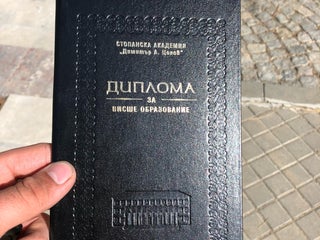 СТОПАНСКА АКАДЕМИЯ
„Димитър А. Ценов“
ДИПЛОМА
ЗА
ВИСШЕ ОБРАЗОВАНИЕ